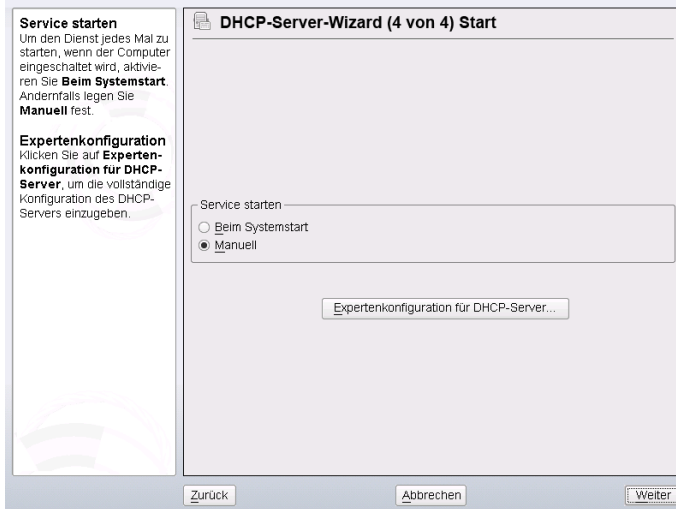 Service starten
Um den Dienst jedes Mal zu
starten, wenn der Computer
eingeschaltet wird, aktivie-
ren Sie Beim Systemstart.
Andernfalls legen Sie
Manuell fest.
Expertenkonfiguration
Klicken Sie auf Experten-
konfiguration für DHCP-
Server, um die vollständige
Konfiguration des DHCP-
Servers einzugeben.
DHCP-Server-Wizard (4 von 4) Start
Service starten
Beim Systemstart
Manuell
Expertenkonfiguration für DHCP-Server...
Zurück
Abbrechen
Weiter